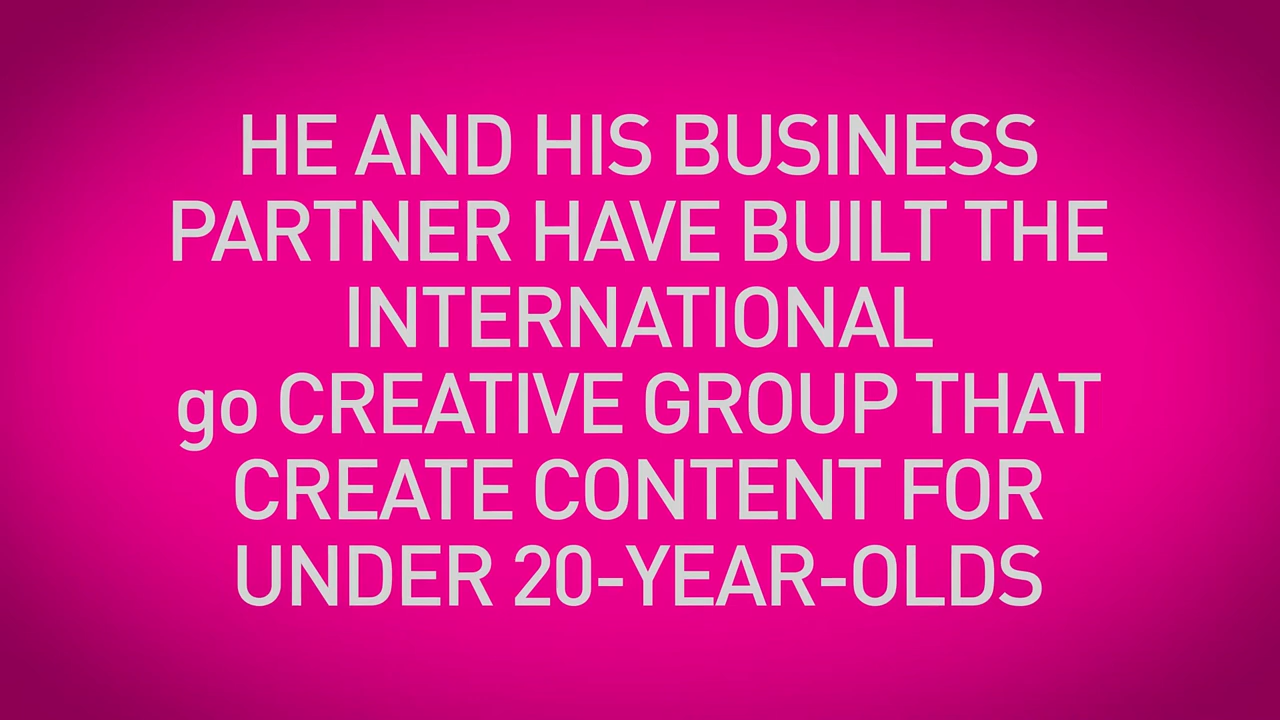 HE AND HIS BUSINESS
PARTNER HAVE BUILT THE
INTERNATIONAL
go CREATIVE GROUP THAT
CREATE CONTENT FOR
UNDER 20-YEAR-OLDS